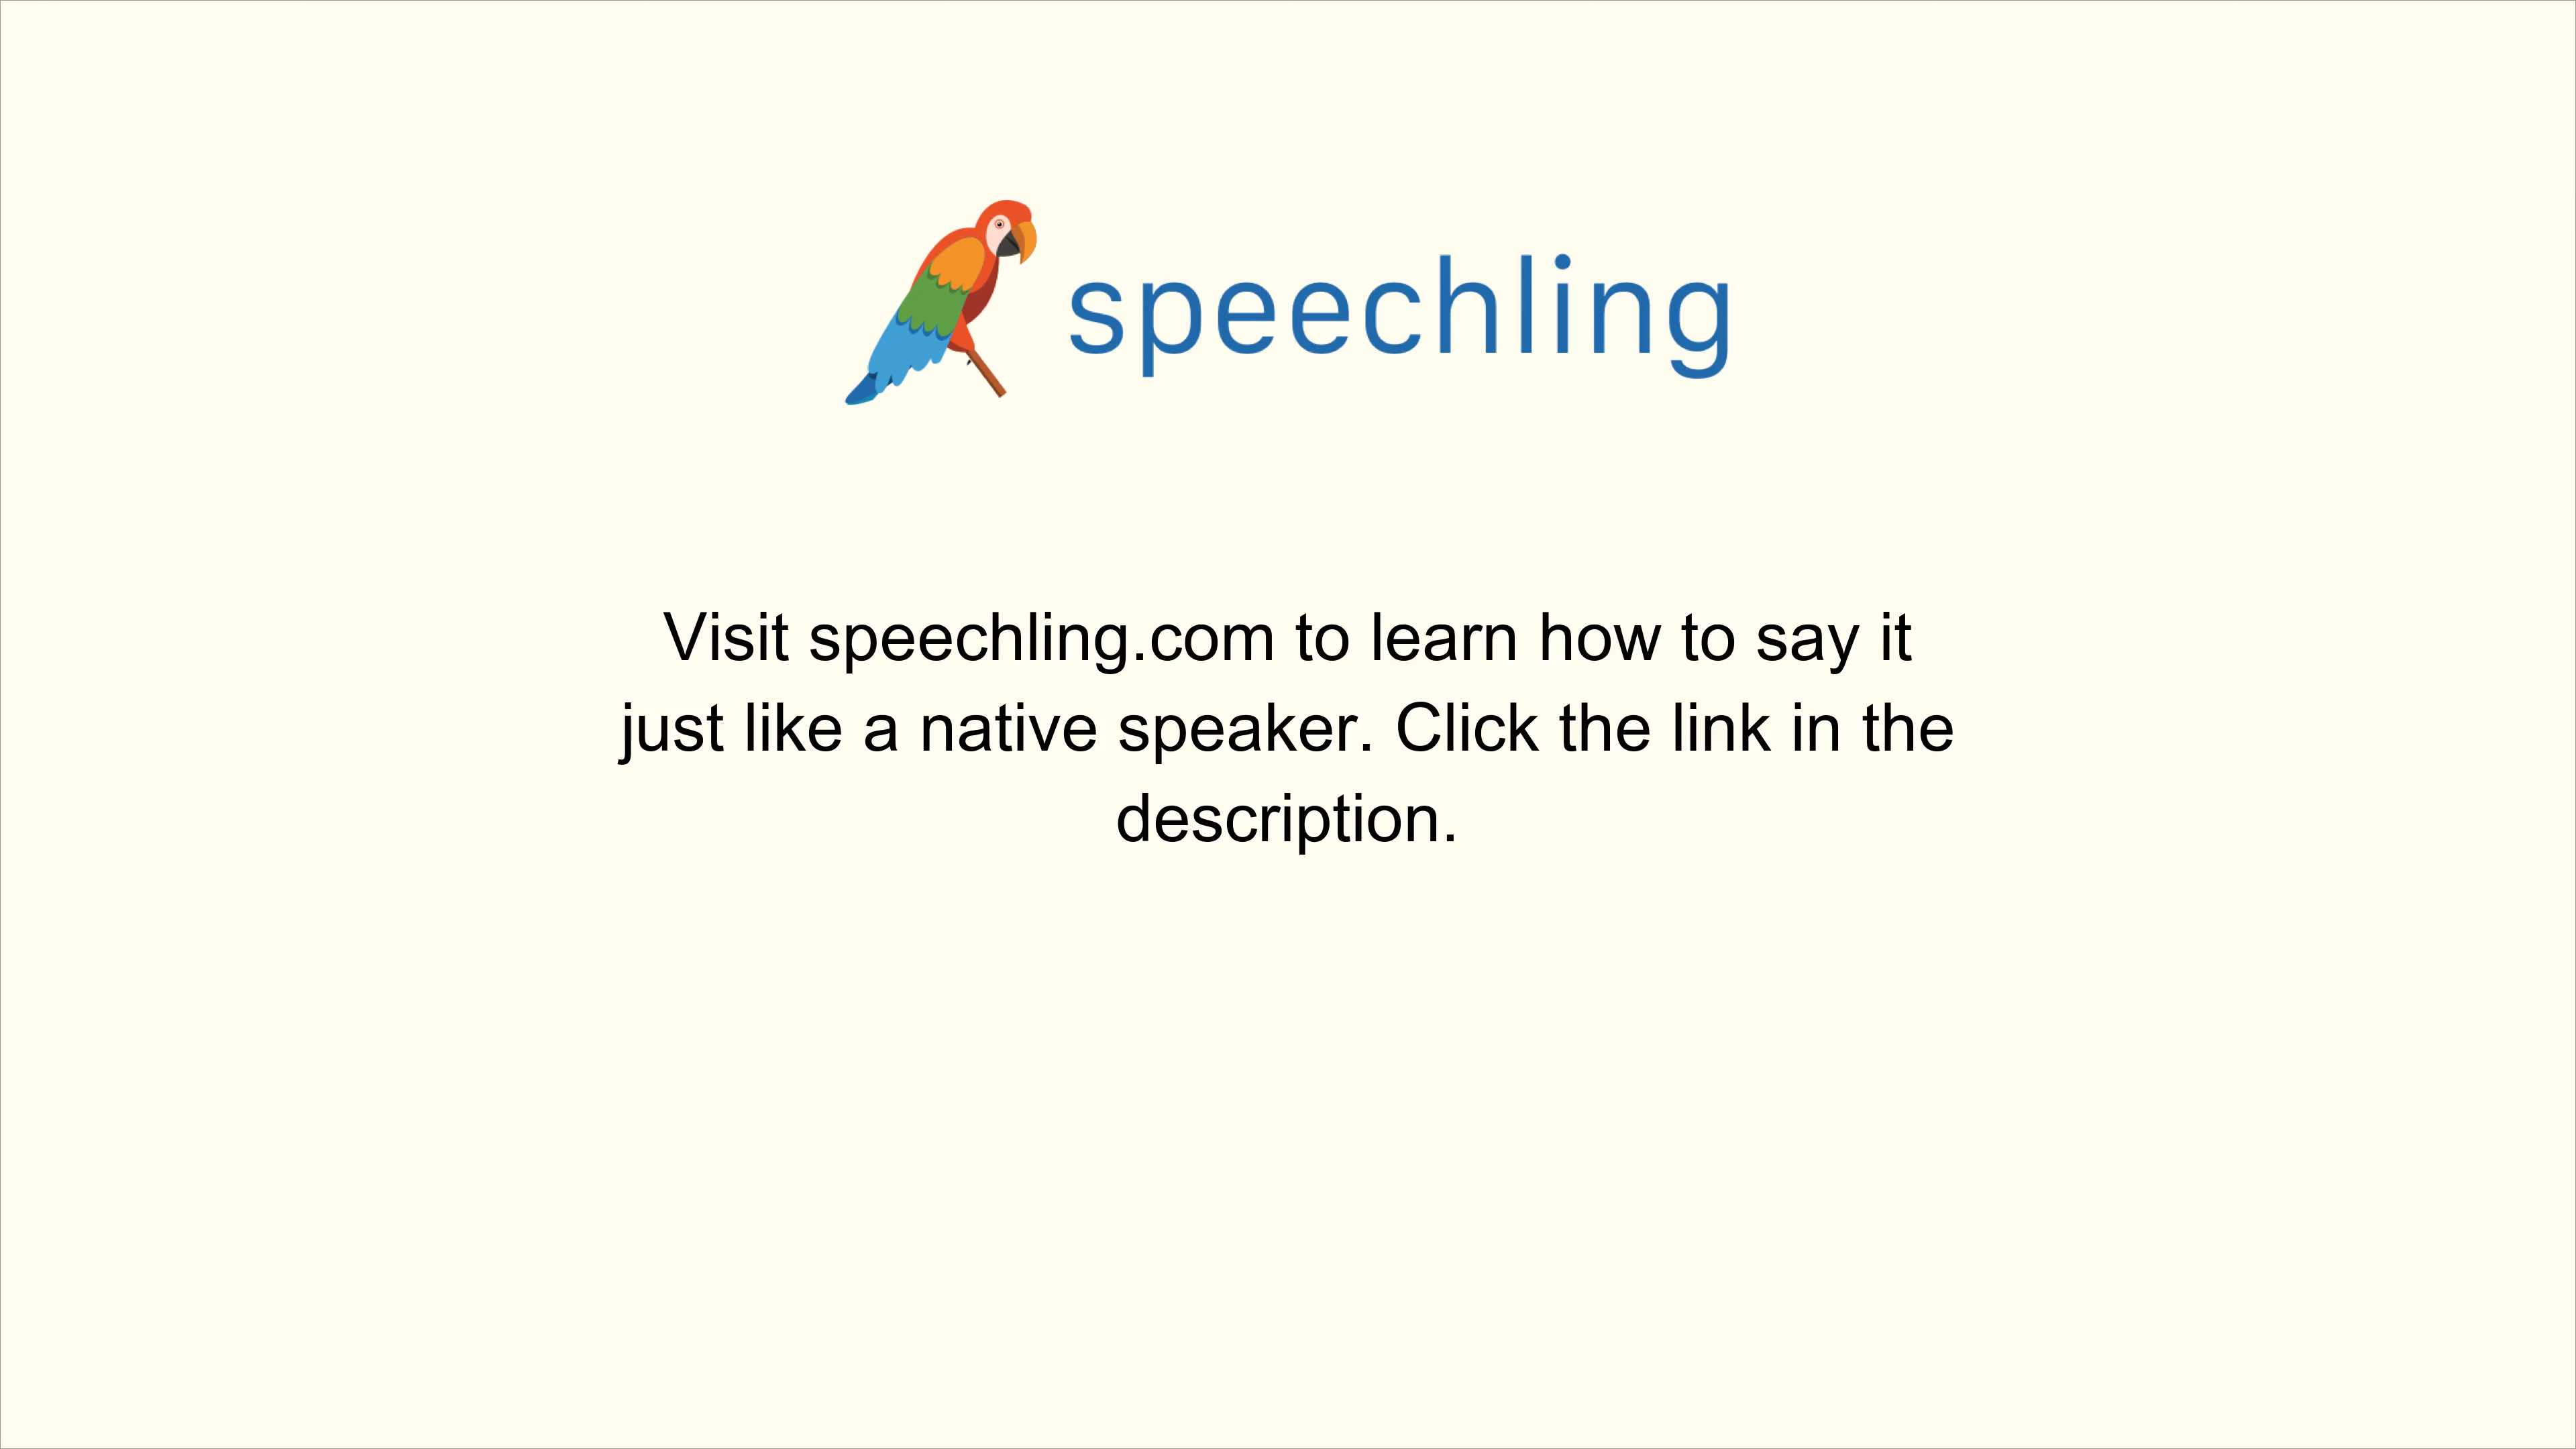 speechling
Visit speechling.com to learn how to say it
just like a native speaker. Click the link in the
description.